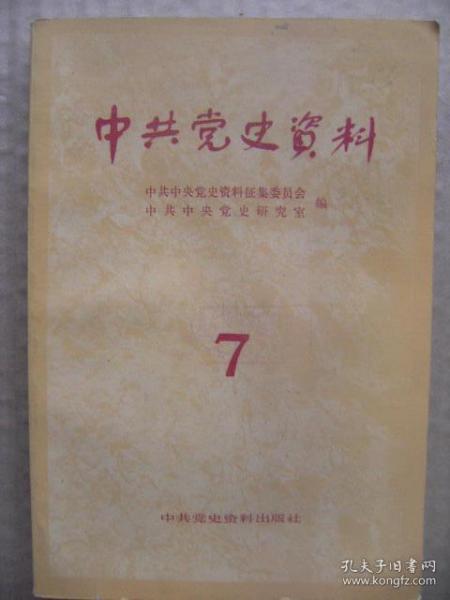 中共党史資料
中共中央党史资料征集委员会
中共中央党史研究室
编
7
中共党史资料出版社
孔夫子旧书网
www.kongfz.com